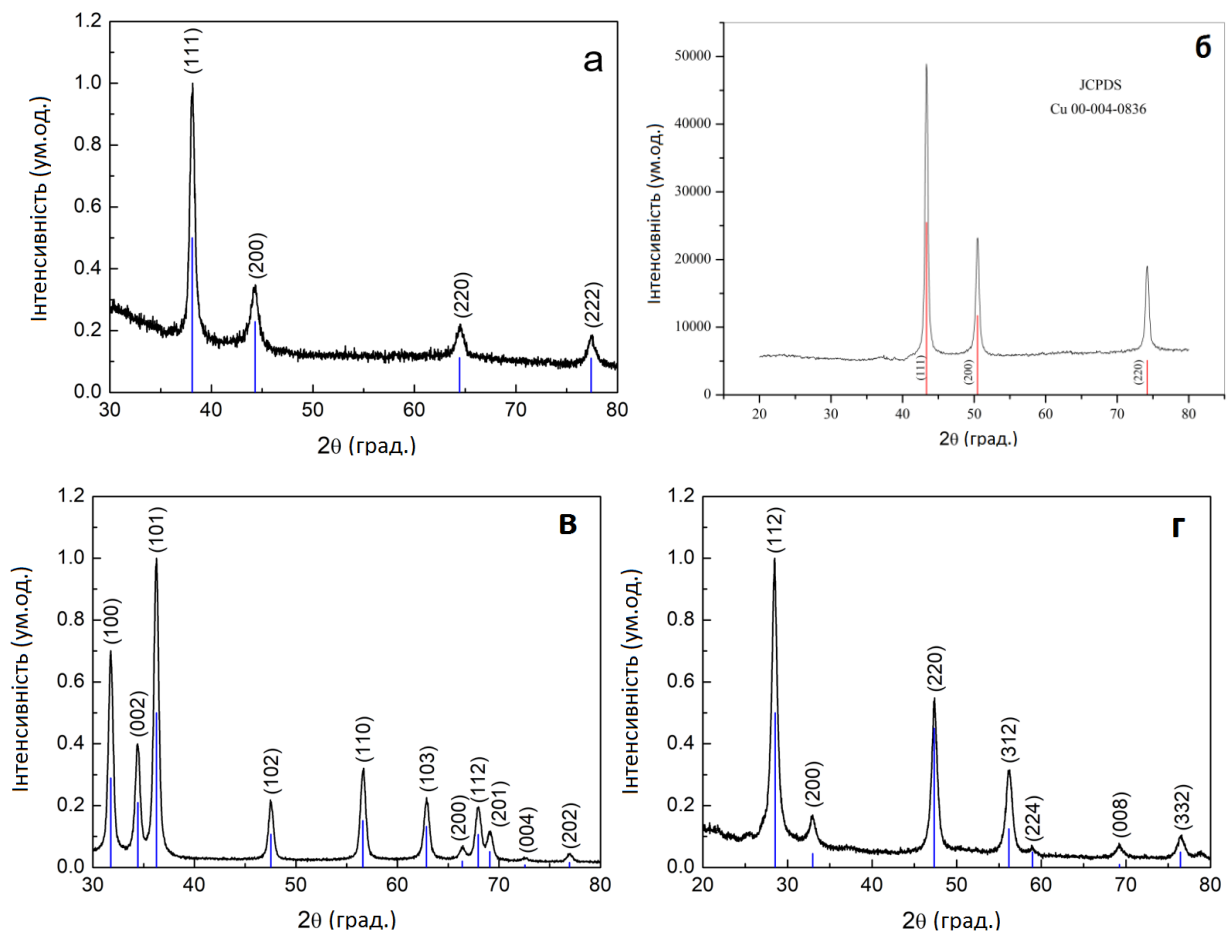 а
Інтенсивність (ум.од.)
1.2
1.0
0.8
0.6
0.4
0.2
0.0
(111)
(200)
(220)
(222)
30 40 50 60 70 80
2θ (град.)
б
Інтенсивність (ум.од.)
50000
40000
30000
20000
10000
0
JCPDS
Cu 00-004-0836
(111)
(200)
(220)
20 30 40 50 60 70 80
2θ (град.)
в
Інтенсивність (ум.од.)
1.2
1.0
0.8
0.6
0.4
0.2
0.0
(100)
(002)
(101)
(102)
(110)
(103)
(200)
(112)
(201)
(004)
(202)
30 40 50 60 70 80
2θ (град.)
г
Інтенсивність (ум.од.)
1.2
1.0
0.8
0.6
0.4
0.2
0.0
(112)
(200)
(220)
(312)
(224)
(008)
(332)
20 30 40 50 60 70 80
2θ (град.)